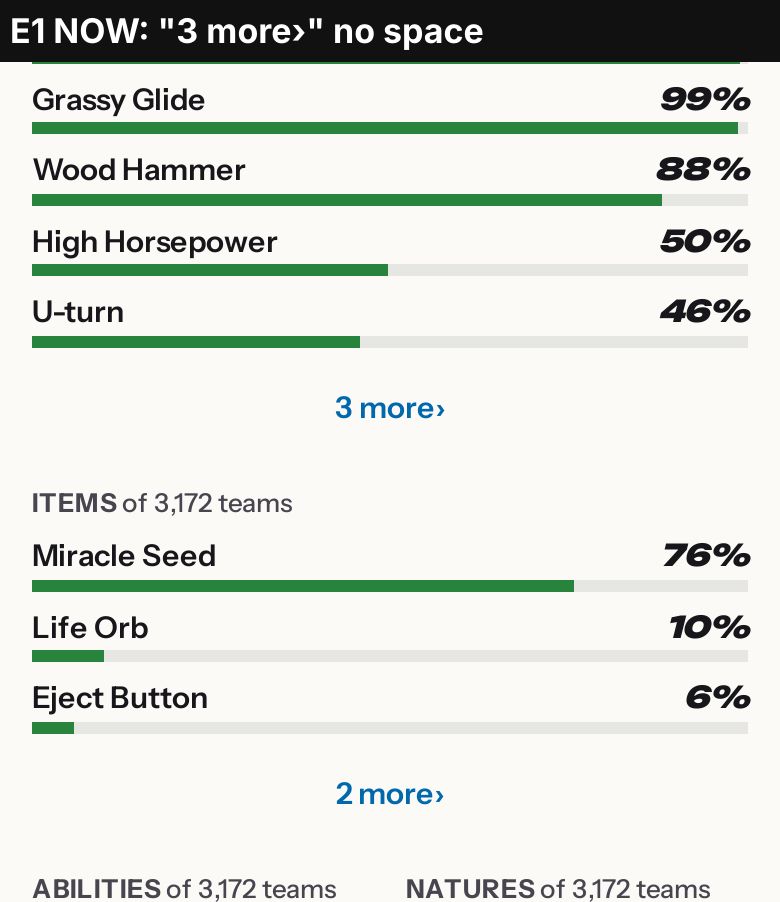 E1 NOW: "3 more›" no space
Grassy Glide 99%
Wood Hammer 88%
High Horsepower 50%
U-turn 46%
3 more›
ITEMS of 3,172 teams
Miracle Seed 76%
Life Orb 10%
Eject Button 6%
2 more›
ABILITIES of 3,172 teams NATURES of 3,172 teams